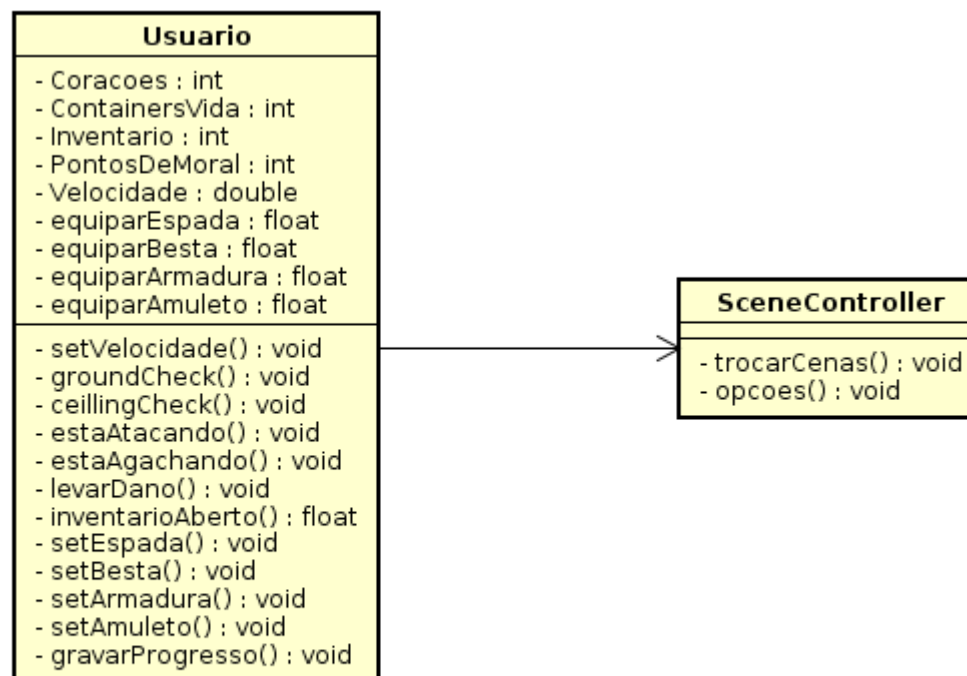 Usuario
- Coracoes : int
- ContainersVida : int
- Inventario : int
- PontosDeMoral : int
- Velocidade : double
- equiparEspada : float
- equiparBesta : float
- equiparArmadura : float
- equiparAmuleto : float
- setVelocidade() : void
- groundCheck() : void
- ceillingCheck() : void
- estaAtacando() : void
- estaAgachando() : void
- levarDano() : void
- inventarioAberto() : float
- setEspada() : void
- setBesta() : void
- setArmadura() : void
- setAmuleto() : void
- gravarProgresso() : void
SceneController
- trocarCenas() : void
- opcoes() : void